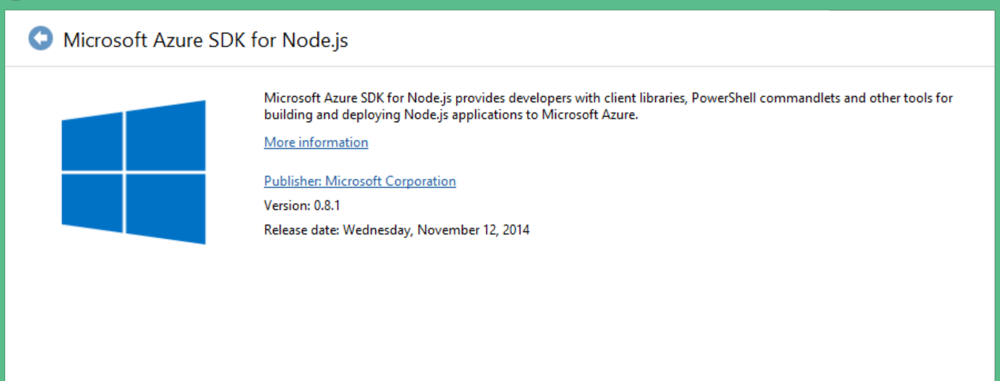 Microsoft Azure SDK for Node.js
Microsoft Azure SDK for Node.js provides developers with client libraries, PowerShell commandlets and other tools for
building and deploying Node.js applications to Microsoft Azure.
More information
Publisher: Microsoft Corporation
Version: 0.8.1
Release date: Wednesday, November 12, 2014